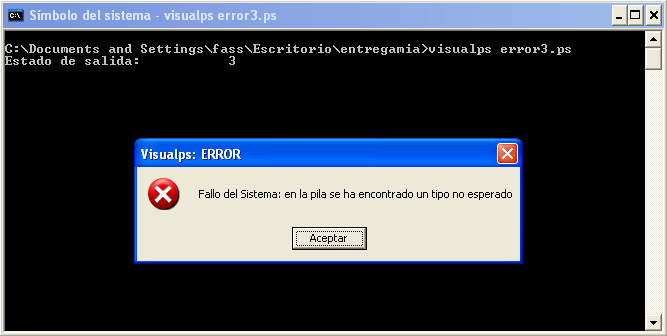 Símbolo del sistema - visualps error3.ps
C:\Documents and Settings\fass\Escritorio\entregamia>visualps error3.ps
Estado de salida: 3
Visualps: ERROR
Fallo del Sistema: en la pila se ha encontrado un tipo no esperado
Aceptar